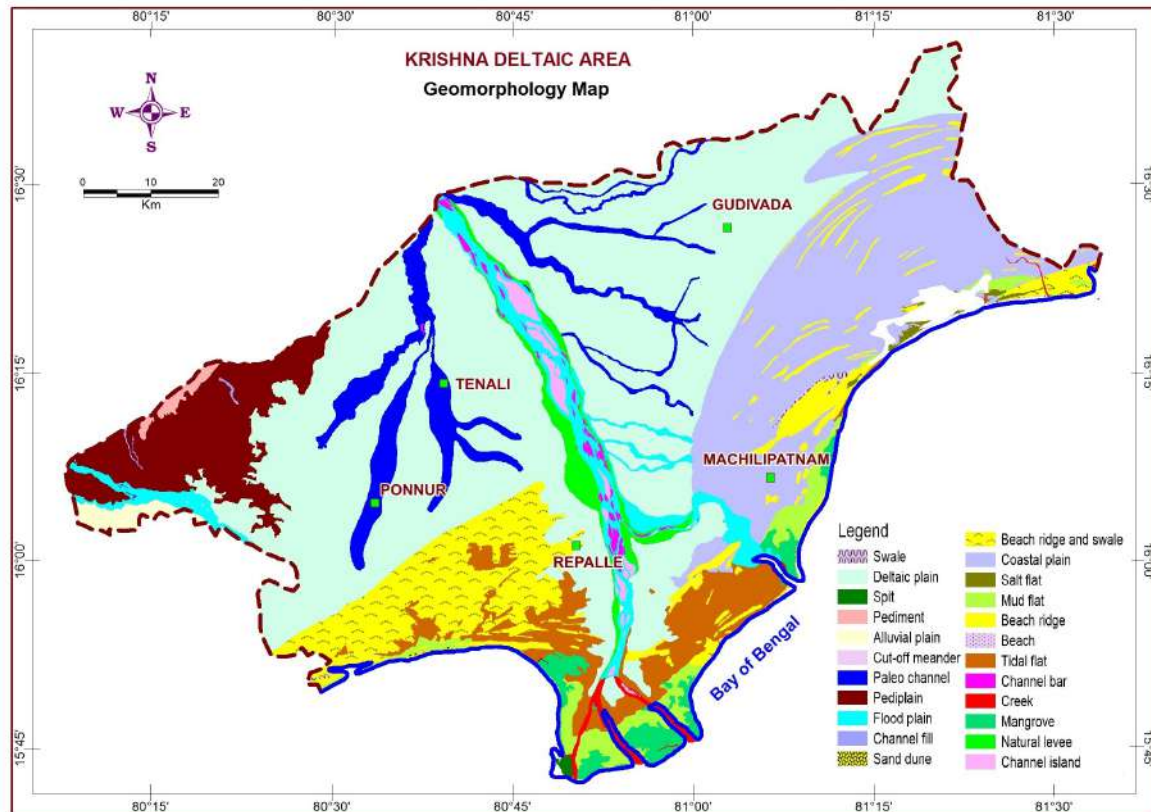 80°15' 80°30' 80°45' 81°00' 81°15' 81°30'
KRISHNA DELTAIC AREA
Geomorphology Map
N
W E
S
0 10 20
Km
16°30' 16°30'
GUDIVADA
16°15' 16°15'
TENALI
PONNUR
MACHILIPATNAM
REPALLE
16°00' 16°00'
Bay of Bengal
15°45' 15°45'
Legend
Swale
Deltaic plain
Spit
Pediment
Alluvial plain
Cut-off meander
Paleo channel
Pediplain
Flood plain
Channel fill
Sand dune
Beach ridge and swale
Coastal plain
Salt flat
Mud flat
Beach ridge
Beach
Tidal flat
Channel bar
Creek
Mangrove
Natural levee
Channel island
80°15' 80°30' 80°45' 81°00' 81°15' 81°30'